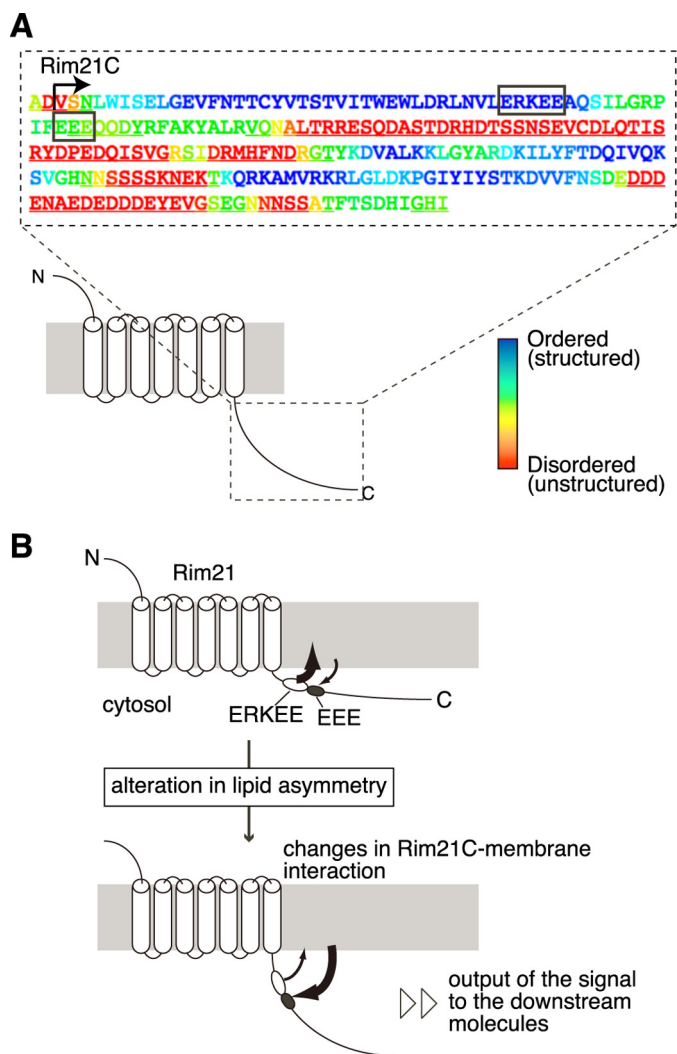 A
Rim21C
ADVSNLWISELGEVFNTTCYVTSTVITWEWLDRLNVLERKEEAQSILGRP
IFEEEQQDYRFAKYALRVQNALTRRESQDASTDRHDTSSNSEVCDLQTIS
RYDPEDQISVGRSIDRMHFNDRGTYKDVALKKLGYARDKILYFTDQIVQK
SVGHNNSSSSKNEKTKQRKAMVRKRLGLDKPGIYIYSTKDVVFNSDEDDD
ENAEDEDDDEYEVGSEGNNNSSATFTSDHIGHI
N
Ordered
(structured)
Disordered
(unstructured)
C
B
N
Rim21
cytosol
C
ERKEE
EEE
alteration in lipid asymmetry
changes in Rim21C-membrane
interaction
output of the signal
to the downstream
molecules